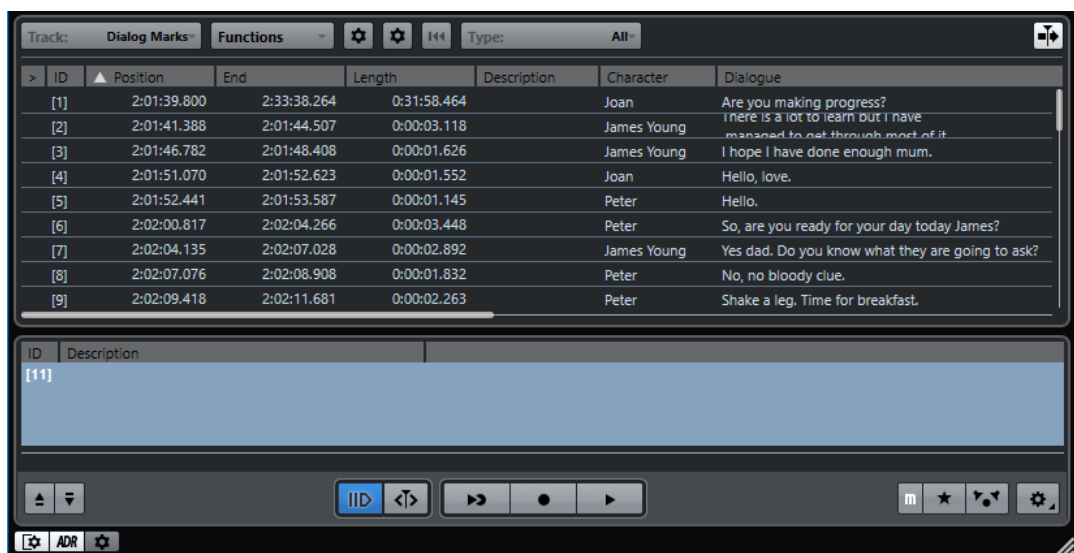 Track: Dialog Marks Functions Type: All
> ID Position End Length Description Character Dialogue
[1] 2:01:39.800 2:33:38.264 0:31:58.464 Joan Are you making progress?
[2] 2:01:41.388 2:01:44.507 0:00:03.118 James Young There is a lot to learn but I have
managed to get through most of it
[3] 2:01:46.782 2:01:48.408 0:00:01.626 James Young I hope I have done enough mum.
[4] 2:01:51.070 2:01:52.623 0:00:01.552 Joan Hello, love.
[5] 2:01:52.441 2:01:53.587 0:00:01.145 Peter Hello.
[6] 2:02:00.817 2:02:04.266 0:00:03.448 Peter So, are you ready for your day today James?
[7] 2:02:04.135 2:02:07.028 0:00:02.892 James Young Yes dad. Do you know what they are going to ask?
[8] 2:02:07.076 2:02:08.908 0:00:01.832 Peter No, no bloody clue.
[9] 2:02:09.418 2:02:11.681 0:00:02.263 Peter Shake a leg. Time for breakfast.
ID Description
[11]
m
ADR